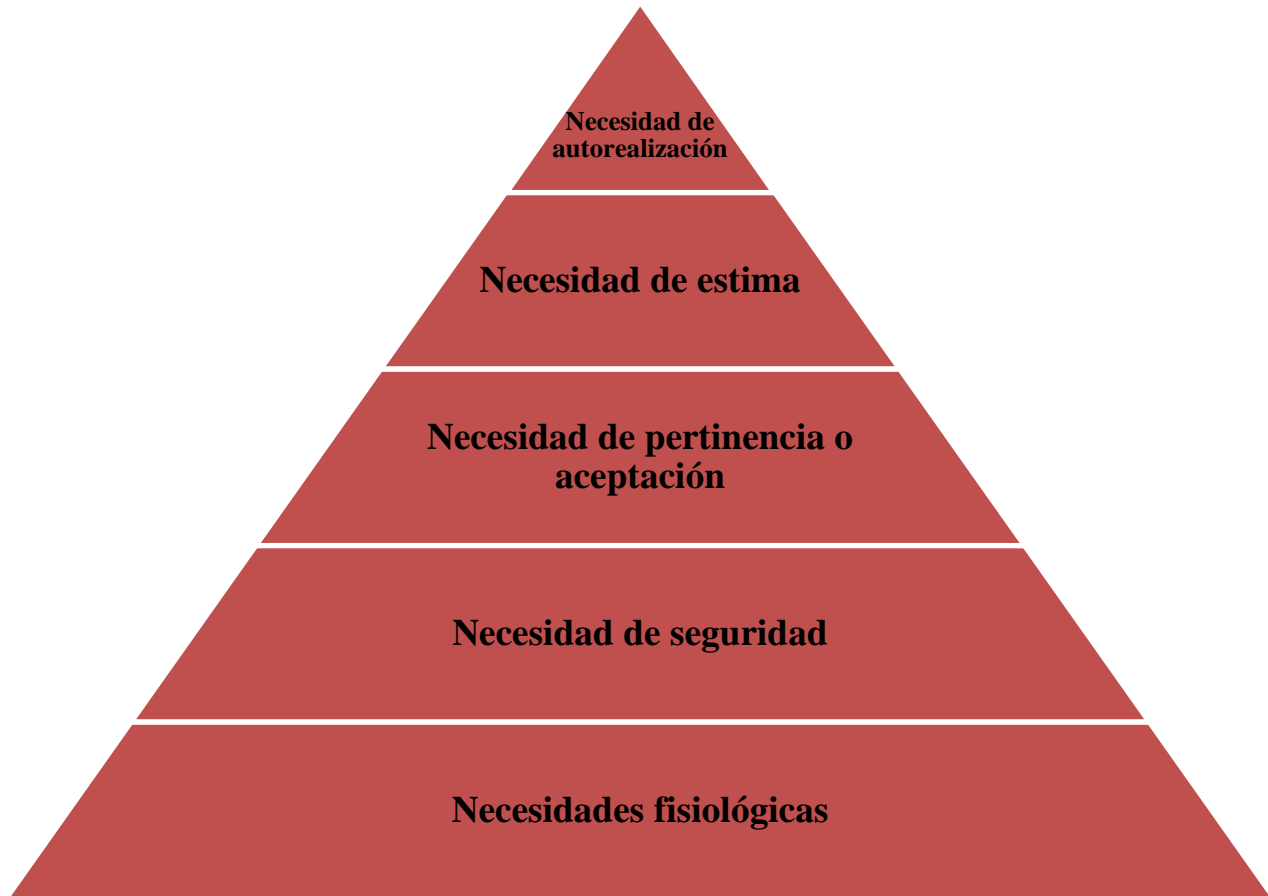 Necesidad de
autorealización
Necesidad de estima
Necesidad de pertinencia o
aceptación
Necesidad de seguridad
Necesidades fisiológicas